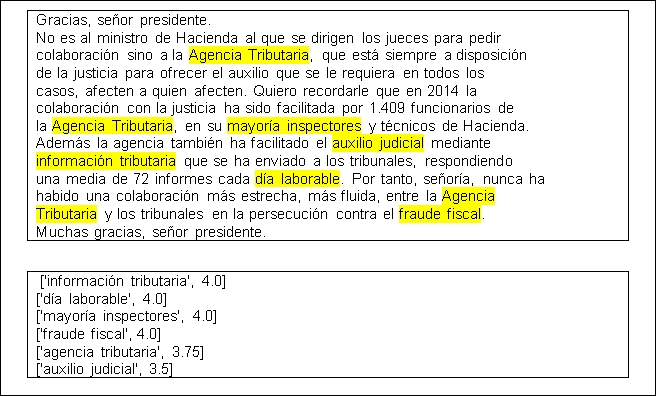 Gracias, señor presidente.
No es al ministro de Hacienda al que se dirigen los jueces para pedir
colaboración sino a la Agencia Tributaria, que está siempre a disposición
de la justicia para ofrecer el auxilio que se le requiera en todos los
casos, afecten a quien afecten. Quiero recordarle que en 2014 la
colaboración con la justicia ha sido facilitada por 1.409 funcionarios de
la Agencia Tributaria, en su mayoría inspectores y técnicos de Hacienda.
Además la agencia también ha facilitado el auxilio judicial mediante
información tributaria que se ha enviado a los tribunales, respondiendo
una media de 72 informes cada día laborable. Por tanto, señoría, nunca ha
habido una colaboración más estrecha, más fluida, entre la Agencia
Tributaria y los tribunales en la persecución contra el fraude fiscal.
Muchas gracias, señor presidente.
['información tributaria', 4.0]
['día laborable', 4.0]
['mayoría inspectores', 4.0]
['fraude fiscal', 4.0]
['agencia tributaria', 3.75]
['auxilio judicial', 3.5]